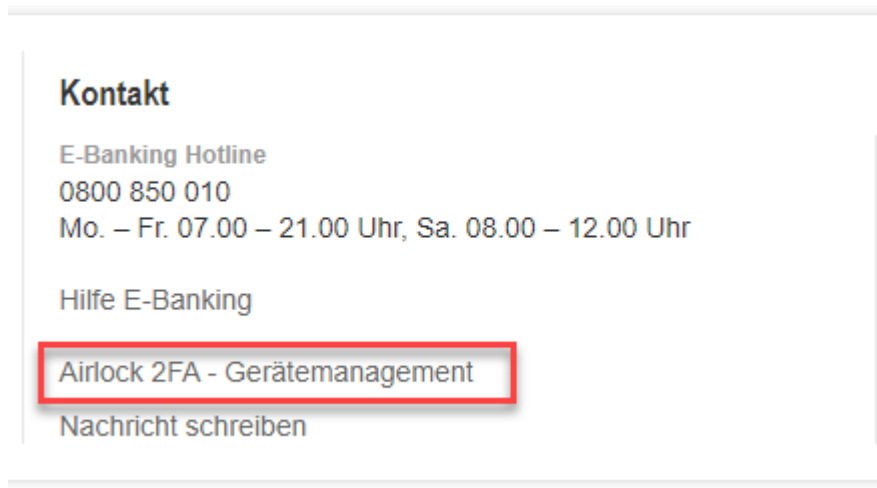 Kontakt
E-Banking Hotline
0800 850 010
Mo. – Fr. 07.00 – 21.00 Uhr, Sa. 08.00 – 12.00 Uhr
Hilfe E-Banking
Airlock 2FA - Gerätemanagement
Nachricht schreiben